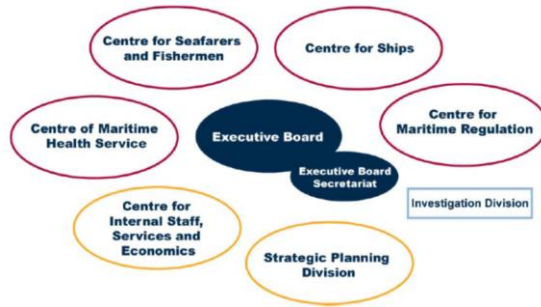 Centre for Seafarers
and Fishermen
Centre for Ships
Centre of Maritime
Health Service
Executive Board
Centre for
Maritime Regulation
Executive Board
Secretariat
Investigation Division
Centre for
Internal Staff,
Services and
Economics
Strategic Planning
Division